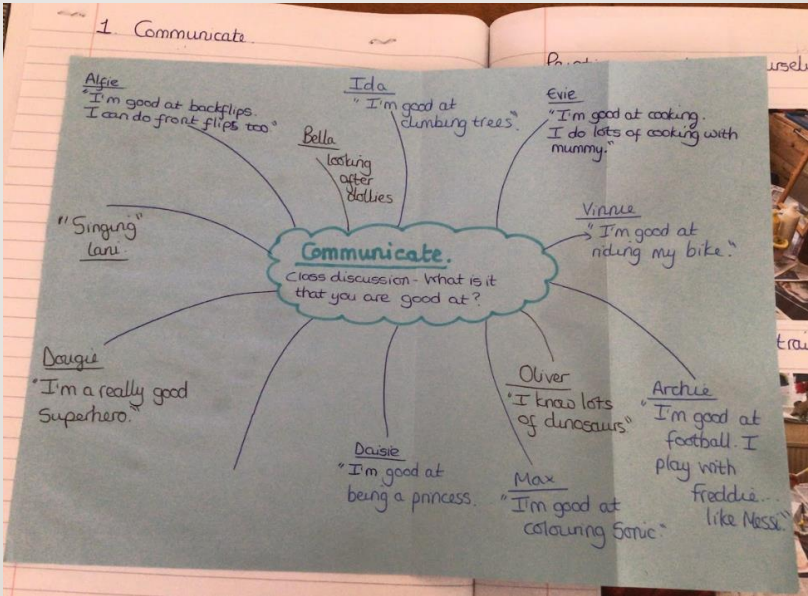 1. Communicate.
Alfie
"I'm good at backflips.
I can do front flips too"
Bella
looking
after
dollies
Ida
"I'm good at
climbing trees."
Evie
"I'm good at cooking.
I do lots of cooking with
mummy."
Vinnie
"I'm good at
riding my bike."
"Singing"
Lani.
Communicate.
Class discussion - What is it
that you are good at?
Dougie
"I'm a really good
Superhero."
Daisie
"I'm good at
being a princess.
Oliver
"I know lots
of dinosaurs"
Max
"I'm good at
colouring Sonic."
Archie
"I'm good at
football. I
play with
freddie...
like Messi."